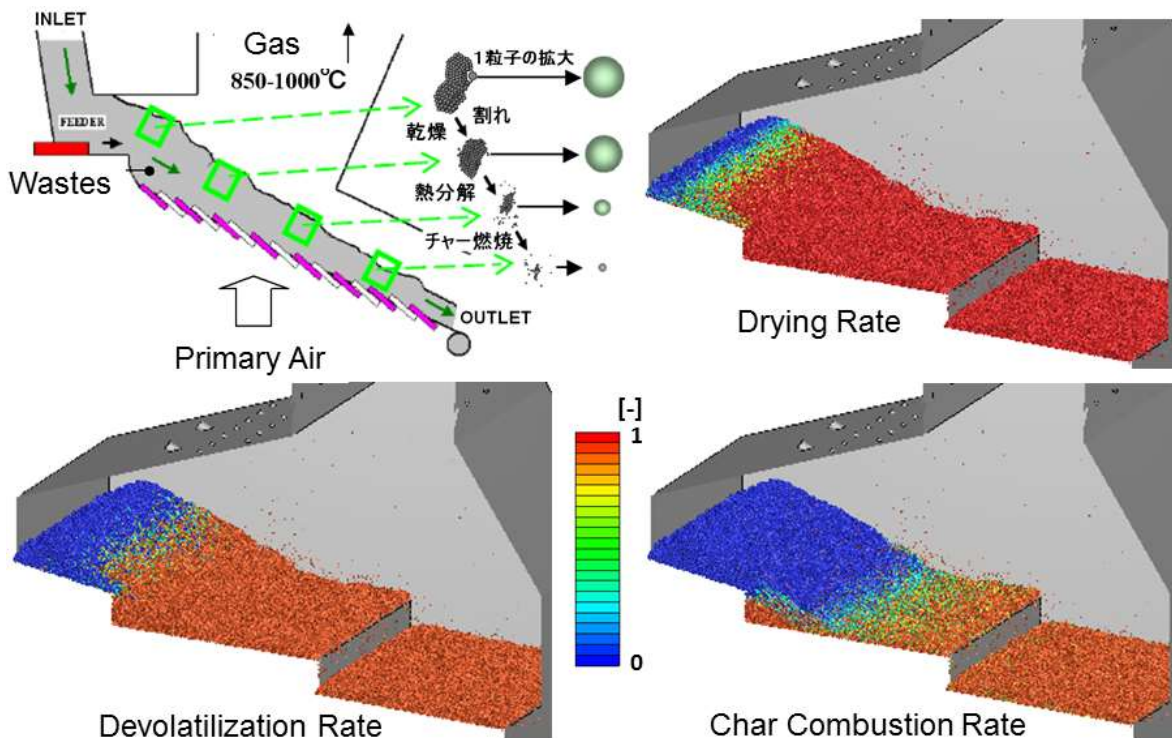 INLET
Gas
850-1000℃
1粒子の拡大
FEEDER
乾燥
割れ
Wastes
熱分解
チャー燃焼
OUTLET
Primary Air
Drying Rate
[-]
1
0
Devolatilization Rate
Char Combustion Rate